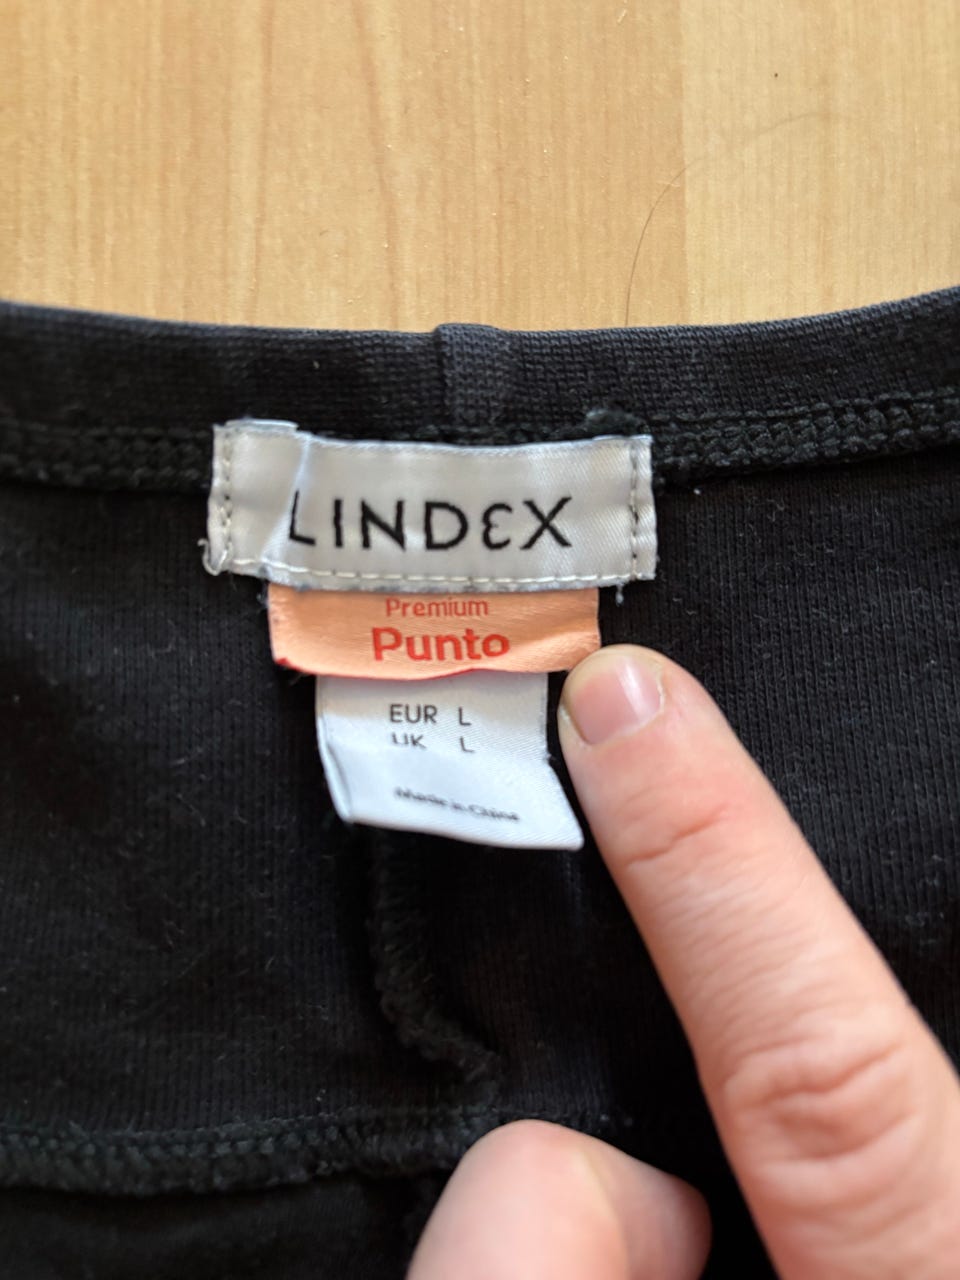 LINDEX
Premium
Punto
EUR L
UK L
Made in China